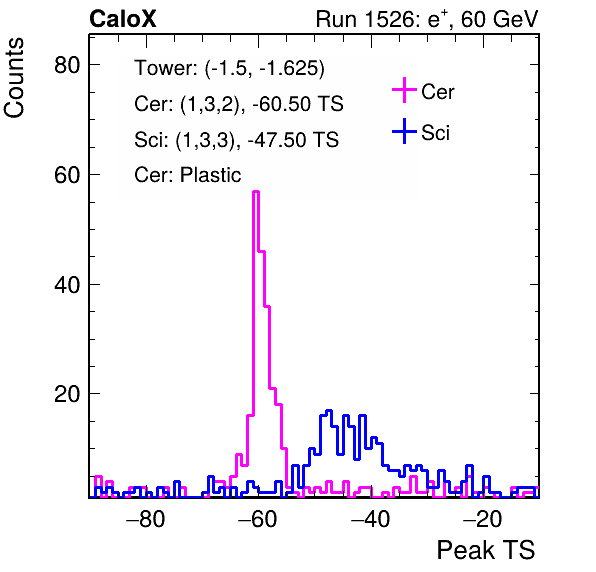 CaloX Run 1526: e⁺, 60 GeV
Counts
80
60
40
20
Tower: (-1.5, -1.625)
Cer: (1,3,2), -60.50 TS
Sci: (1,3,3), -47.50 TS
Cer: Plastic
Cer
Sci
−80 −60 −40 −20
Peak TS